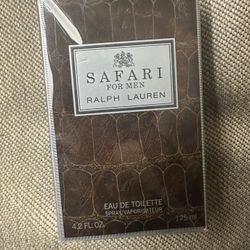 SAFARI
FOR MEN
RALPH LAUREN
EAU DE TOILETTE
SPRAY VAPORISATEUR
4.2 FL. OZ. 125 ml